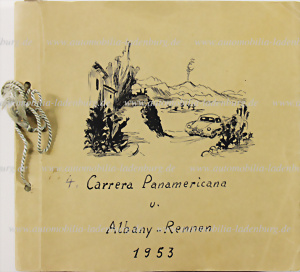 4. Carrera Panamericana
u.
Albany-Rennen
1953